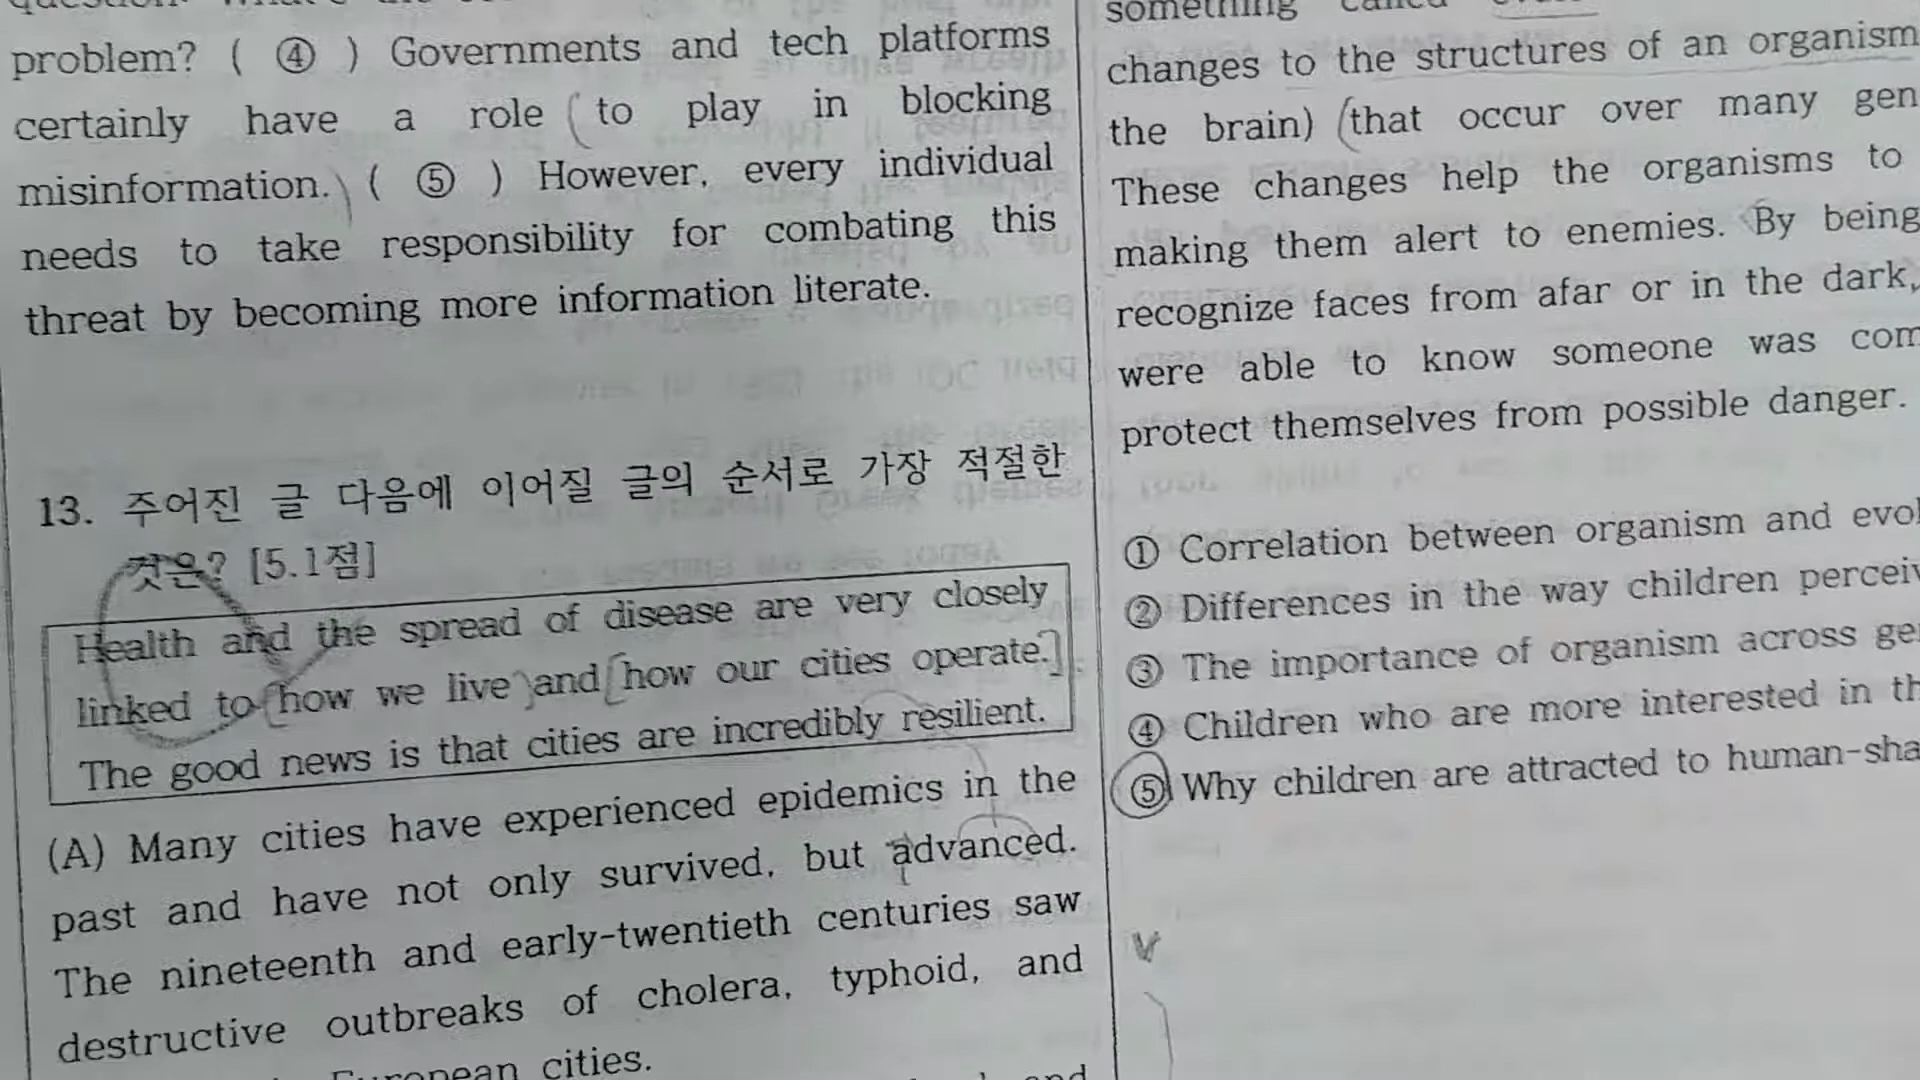 problem? ( ④ ) Governments and tech platforms
certainly have a role to play in blocking
misinformation. ( ⑤ ) However, every individual
needs to take responsibility for combating this
threat by becoming more information literate.
13. 주어진 글 다음에 이어질 글의 순서로 가장 적절한
것은? [5.1점]
Health and the spread of disease are very closely
linked to how we live and how our cities operate.
The good news is that cities are incredibly resilient.
(A) Many cities have experienced epidemics in the
past and have not only survived, but advanced.
The nineteenth and early-twentieth centuries saw
destructive outbreaks of cholera, typhoid, and
European cities.
and
something
changes to the structures of an organism
the brain) (that occur over many gen
These changes help the organisms to
making them alert to enemies. By being
recognize faces from afar or in the dark,
were able to know someone was com
protect themselves from possible danger.
① Correlation between organism and evol
② Differences in the way children perceiv
③ The importance of organism across ge
④ Children who are more interested in th
⑤ Why children are attracted to human-sha